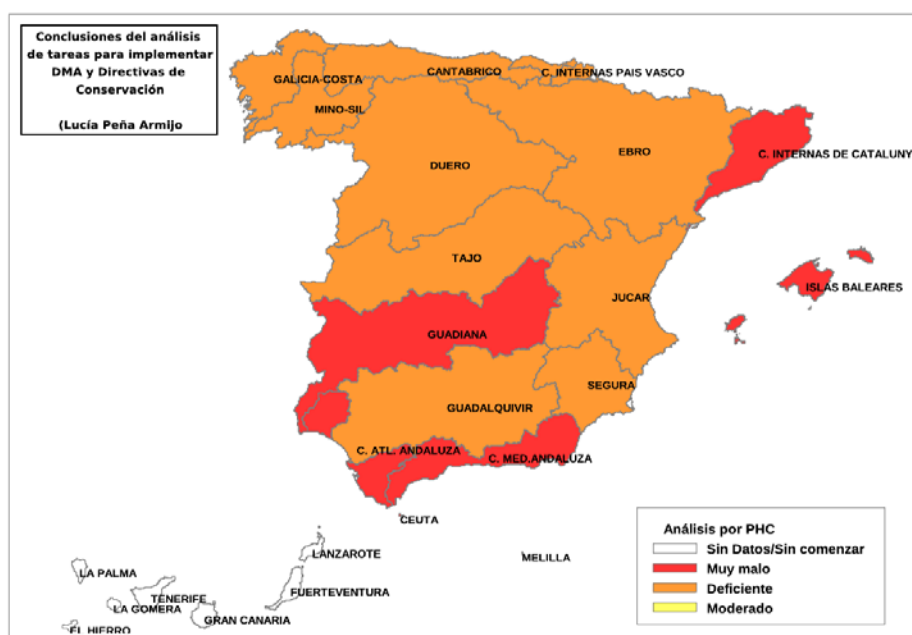 Conclusiones del análisis
de tareas para implementar
DMA y Directivas de
Conservación
(Lucía Peña Armijo
GALICIA-COSTA
CANTABRICO
C. INTERNAS PAIS VASCO
MINO-SIL
DUERO
EBRO
C. INTERNAS DE CATALUNY
TAJO
ISLAS BALEARES
JUCAR
GUADIANA
SEGURA
GUADALQUIVIR
C. ATL. ANDALUZA
C. MED.ANDALUZA
CEUTA
MELILLA
LANZAROTE
LA PALMA
FUERTEVENTURA
TENERIFE
LA GOMERA
GRAN CANARIA
EL HIERRO
Análisis por PHC
Sin Datos/Sin comenzar
Muy malo
Deficiente
Moderado